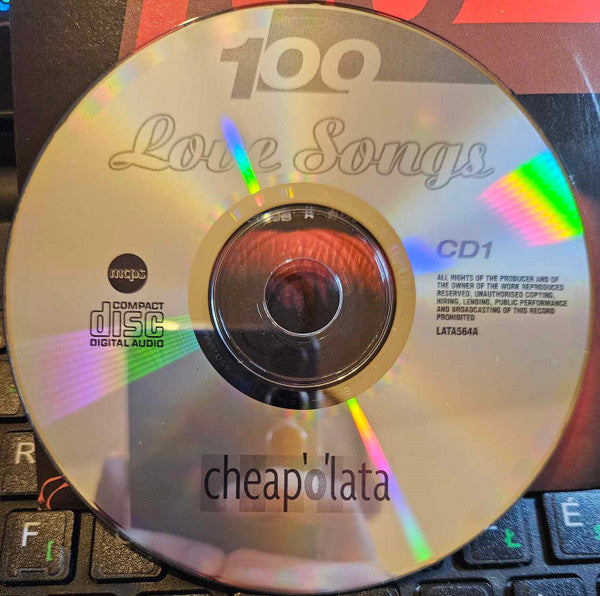 100
Love Songs
CD1
mcps
COMPACT
disc
DIGITAL AUDIO
ALL RIGHTS OF THE PRODUCER AND OF
THE OWNER OF THE WORK REPRODUCED
RESERVED, UNAUTHORISED COPYING,
HIRING, LENDING, PUBLIC PERFORMANCE
AND BROADCASTING OF THIS RECORD
PROHIBITED
LATA564A
cheap'o'lata
R
F
É